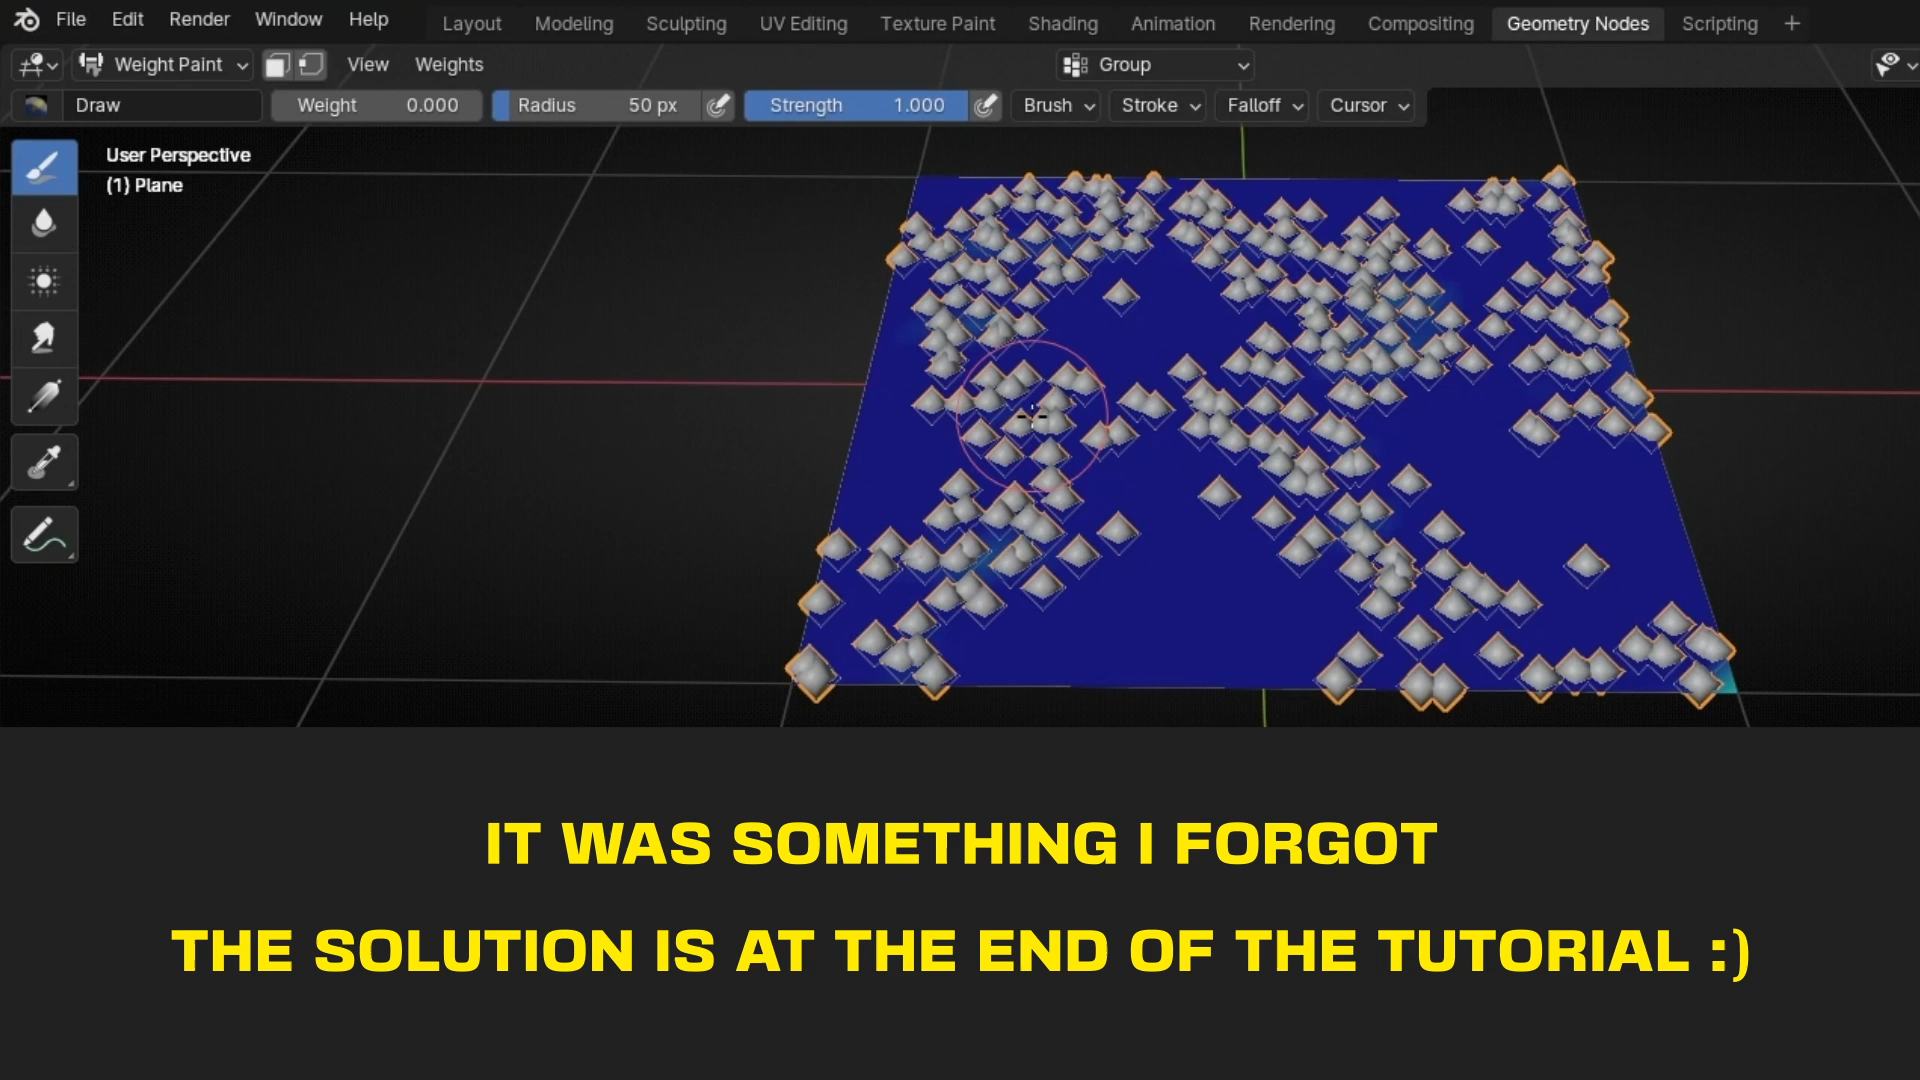 File Edit Render Window Help Layout Modeling Sculpting UV Editing Texture Paint Shading Animation Rendering Compositing Geometry Nodes Scripting +
Weight Paint View Weights Group
Draw Weight 0.000 Radius 50 px Strength 1.000 Brush Stroke Falloff Cursor
User Perspective
(1) Plane
IT WAS SOMETHING I FORGOT
THE SOLUTION IS AT THE END OF THE TUTORIAL :)